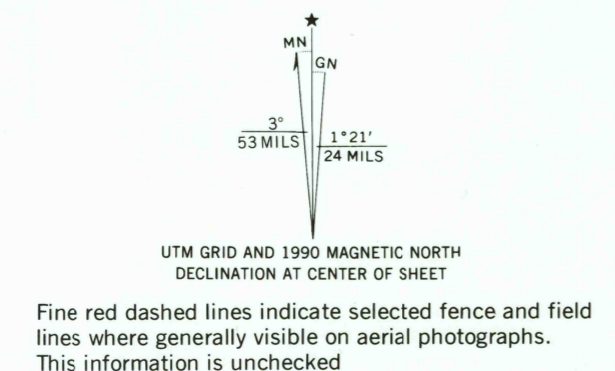 ★
MN
GN
3°
53 MILS
1°21′
24 MILS
UTM GRID AND 1990 MAGNETIC NORTH
DECLINATION AT CENTER OF SHEET
Fine red dashed lines indicate selected fence and field
lines where generally visible on aerial photographs.
This information is unchecked